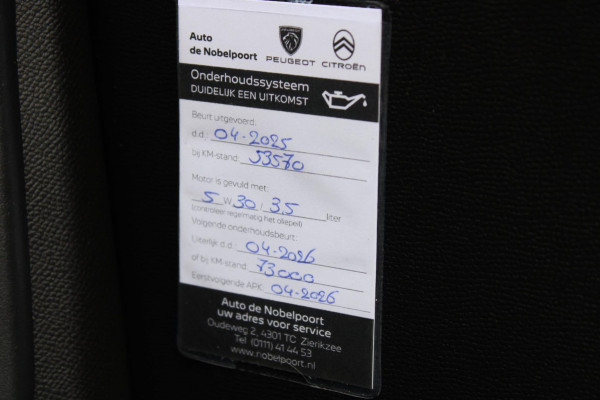 Auto
de Nobelpoort
PEUGEOT CITROËN
Onderhoudssysteem
DUIDELIJK EEN UITKOMST
Beurt uitgevoerd:
d.d.: 04-2025
bij KM-stand: 53570
Motor is gevuld met:
5 W 30 : 3.5 liter
(controleer regelmatig het oliepeil)
Volgende onderhoudsbeurt:
Uiterlijk d.d.: 04-2026
of bij KM-stand: 73000
Eerstvolgende APK: 04-2026
Auto de Nobelpoort
uw adres voor service
Oudeweg 2, 4301 TC Zierikzee
Tel. (0111) 41 44 53
www.nobelpoort.nl